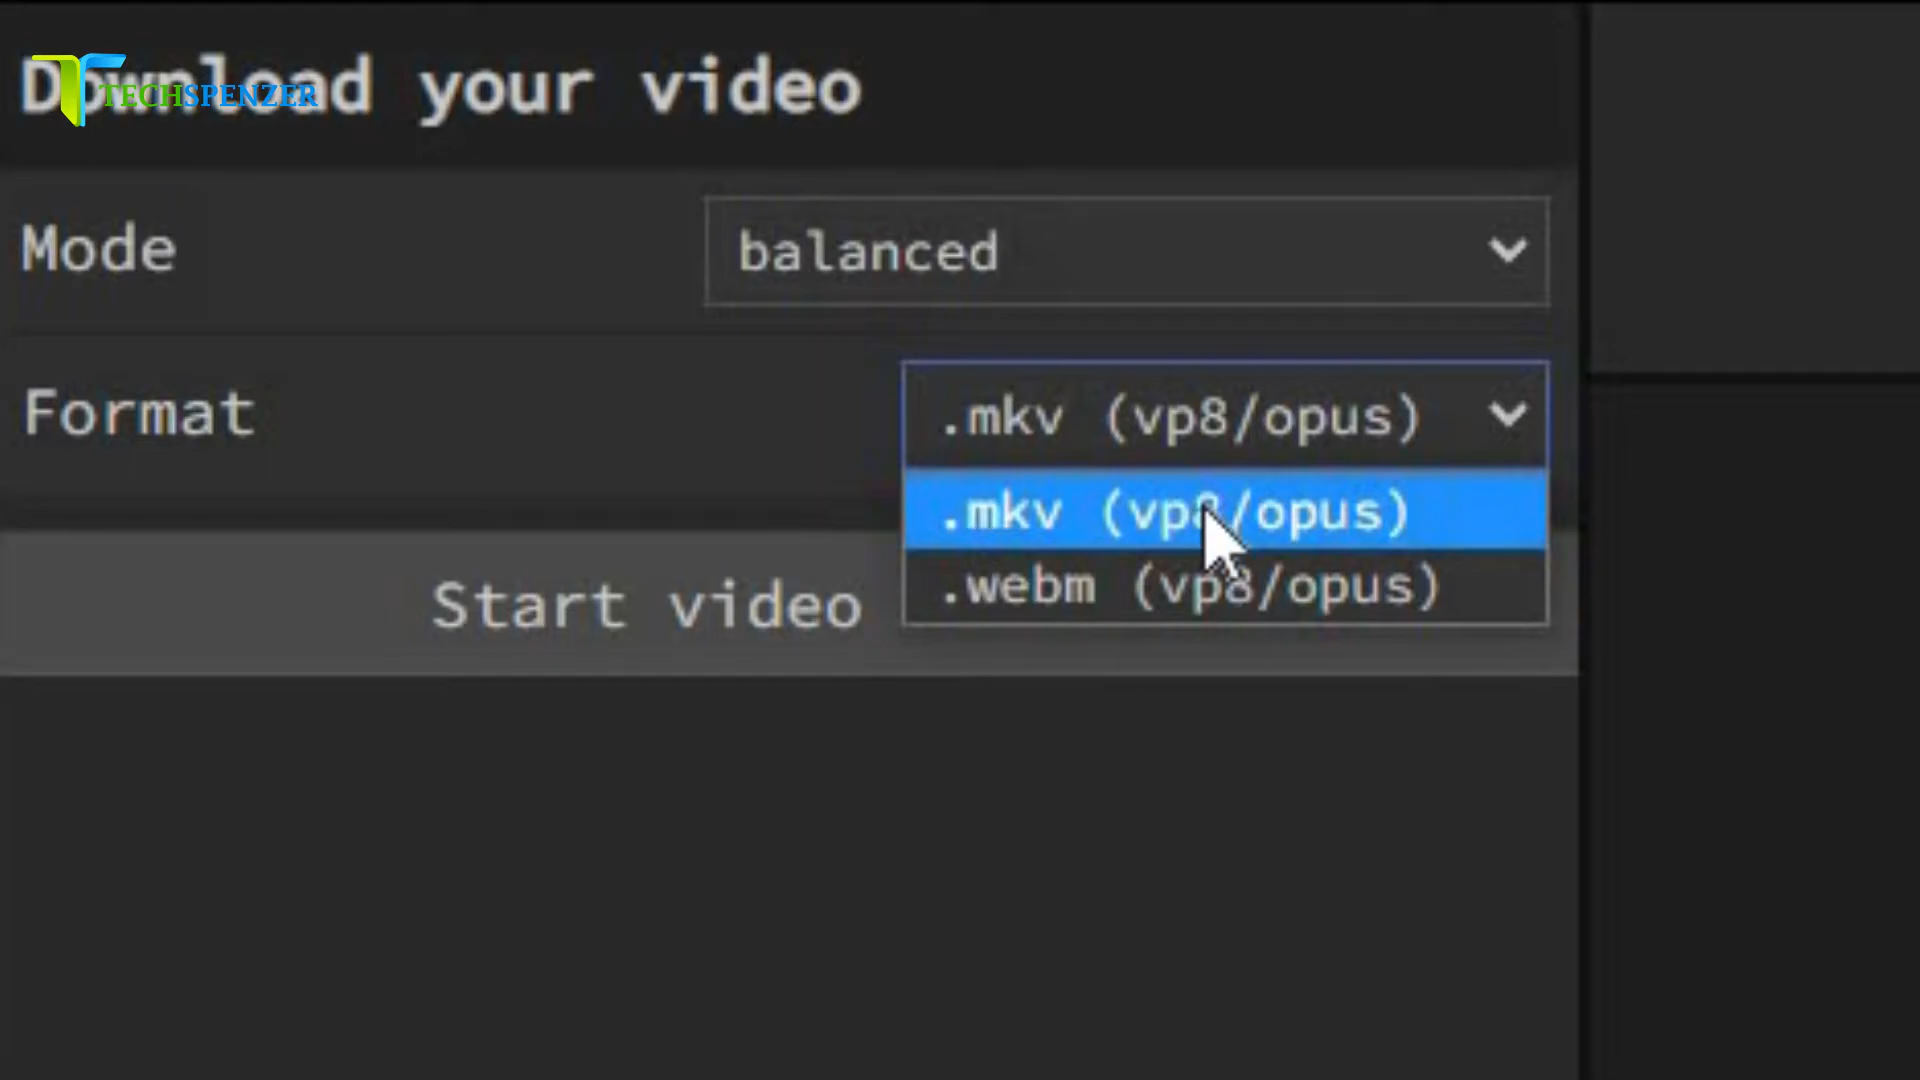 Download your video
TECHSPENZER
Mode
balanced
Format
.mkv (vp8/opus)
.mkv (vp8/opus)
.webm (vp8/opus)
Start video